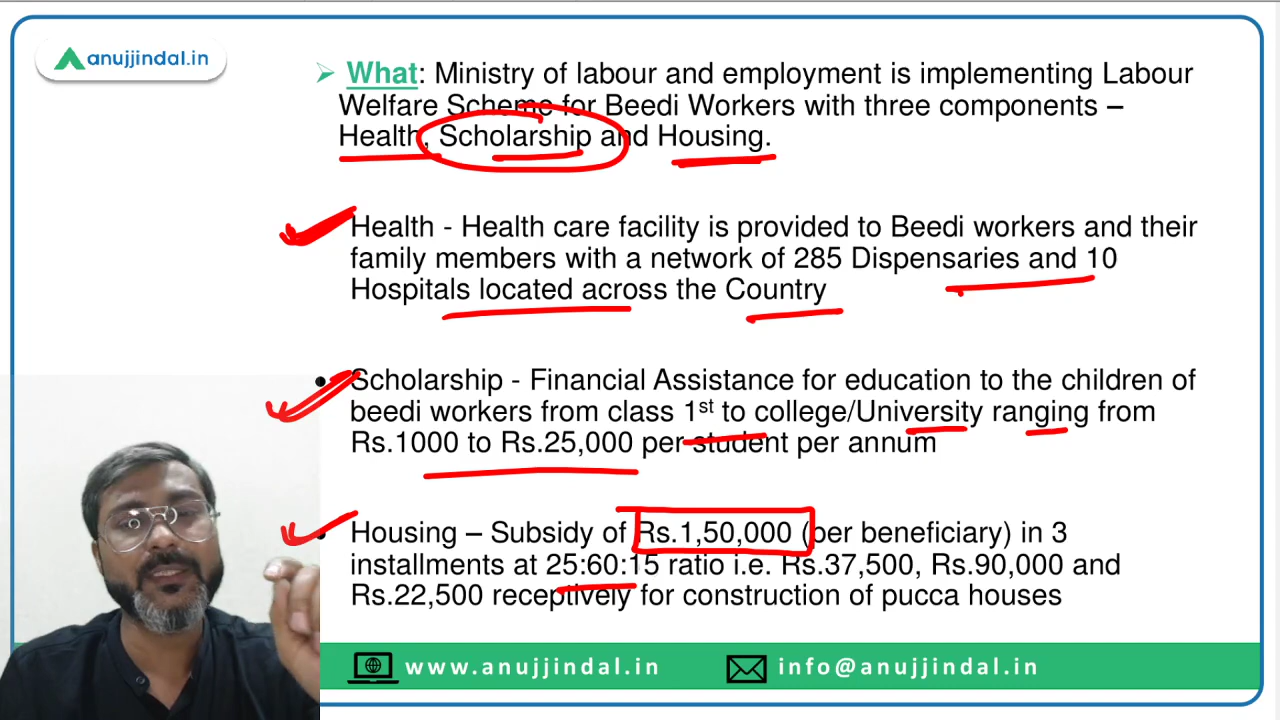 anujjindal.in
What: Ministry of labour and employment is implementing Labour
Welfare Scheme for Beedi Workers with three components –
Health, Scholarship and Housing.
Health - Health care facility is provided to Beedi workers and their
family members with a network of 285 Dispensaries and 10
Hospitals located across the Country
Scholarship - Financial Assistance for education to the children of
beedi workers from class 1st to college/University ranging from
Rs.1000 to Rs.25,000 per student per annum
Housing – Subsidy of Rs.1,50,000 (per beneficiary) in 3
installments at 25:60:15 ratio i.e. Rs.37,500, Rs.90,000 and
Rs.22,500 receptively for construction of pucca houses
www.anujjindal.in info@anujjindal.in